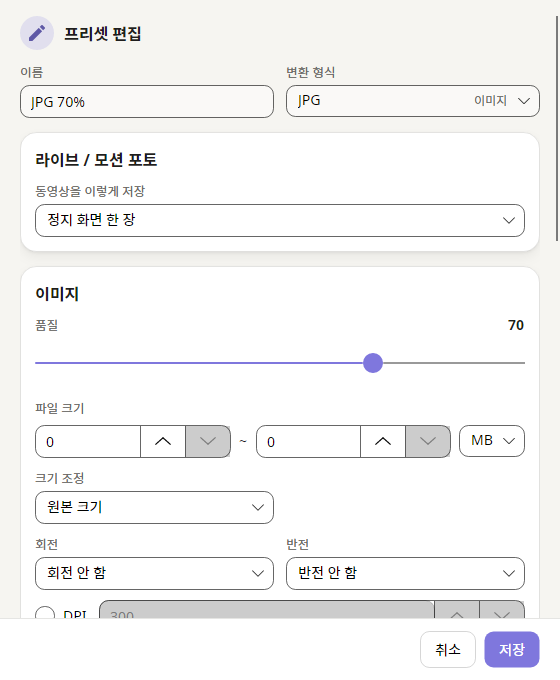 프리셋 편집
이름
변환 형식
JPG 70%
JPG 이미지
라이브 / 모션 포토
동영상을 이렇게 저장
정지 화면 한 장
이미지
품질 70
파일 크기
0 ~ 0 MB
크기 조정
원본 크기
회전 반전
회전 안 함 반전 안 함
DPI 300
취소 저장